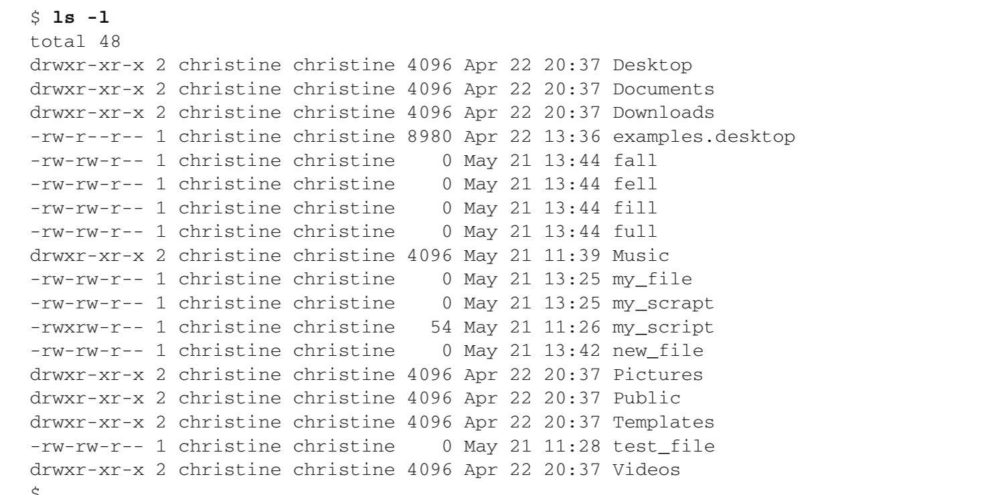 $ ls -l
total 48
drwxr-xr-x 2 christine christine 4096 Apr 22 20:37 Desktop
drwxr-xr-x 2 christine christine 4096 Apr 22 20:37 Documents
drwxr-xr-x 2 christine christine 4096 Apr 22 20:37 Downloads
-rw-r--r-- 1 christine christine 8980 Apr 22 13:36 examples.desktop
-rw-rw-r-- 1 christine christine    0 May 21 13:44 fall
-rw-rw-r-- 1 christine christine    0 May 21 13:44 fell
-rw-rw-r-- 1 christine christine    0 May 21 13:44 fill
-rw-rw-r-- 1 christine christine    0 May 21 13:44 full
drwxr-xr-x 2 christine christine 4096 May 21 11:39 Music
-rw-rw-r-- 1 christine christine    0 May 21 13:25 my_file
-rw-rw-r-- 1 christine christine    0 May 21 13:25 my_scrapt
-rwxrw-r-- 1 christine christine   54 May 21 11:26 my_script
-rw-rw-r-- 1 christine christine    0 May 21 13:42 new_file
drwxr-xr-x 2 christine christine 4096 Apr 22 20:37 Pictures
drwxr-xr-x 2 christine christine 4096 Apr 22 20:37 Public
drwxr-xr-x 2 christine christine 4096 Apr 22 20:37 Templates
-rw-rw-r-- 1 christine christine    0 May 21 11:28 test_file
drwxr-xr-x 2 christine christine 4096 Apr 22 20:37 Videos
$